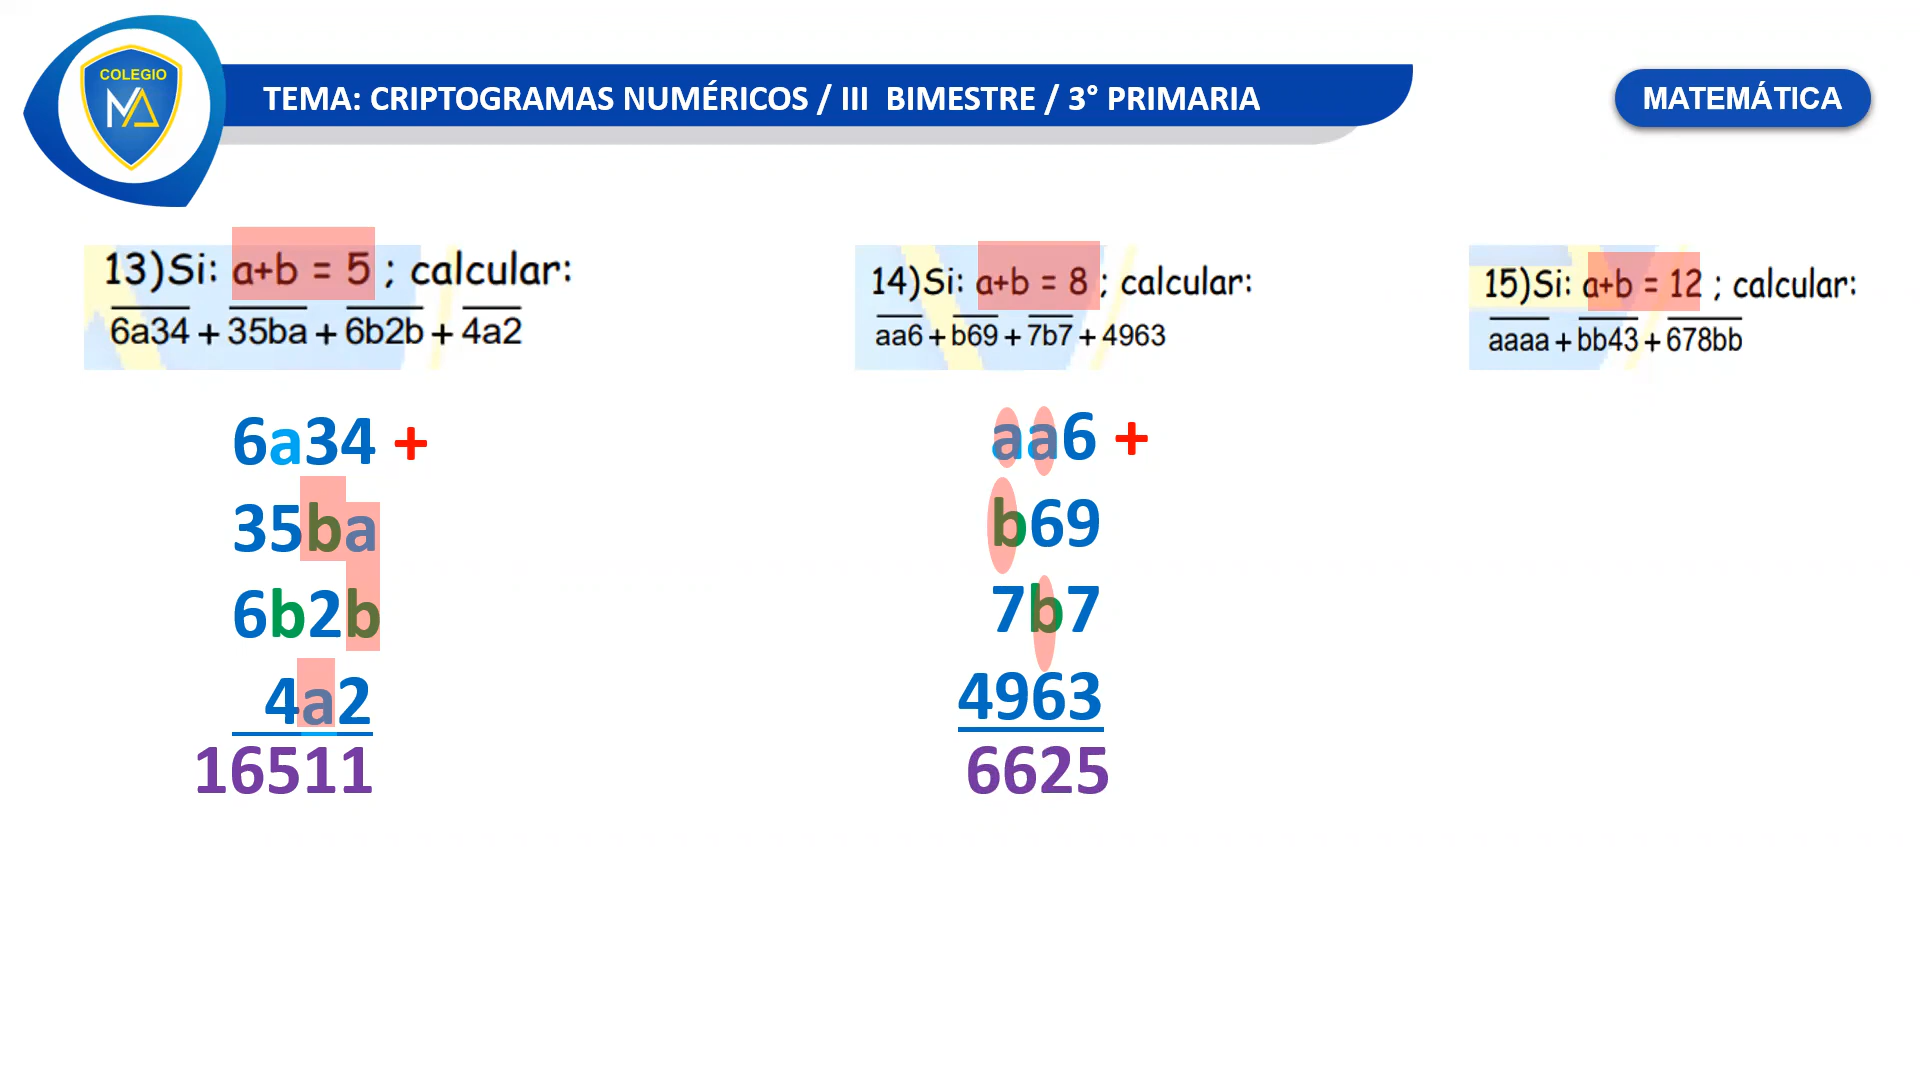 COLEGIO
MA
TEMA: CRIPTOGRAMAS NUMÉRICOS / III BIMESTRE / 3° PRIMARIA
MATEMÁTICA
13)Si: a+b = 5 ; calcular:
6a34 + 35ba + 6b2b + 4a2
6a34 +
35ba
6b2b
4a2
16511
14)Si: a+b = 8 ; calcular:
aa6 + b69 + 7b7 + 4963
aa6 +
b69
7b7
4963
6625
15)Si: a+b = 12 ; calcular:
aaaa + bb43 + 678bb